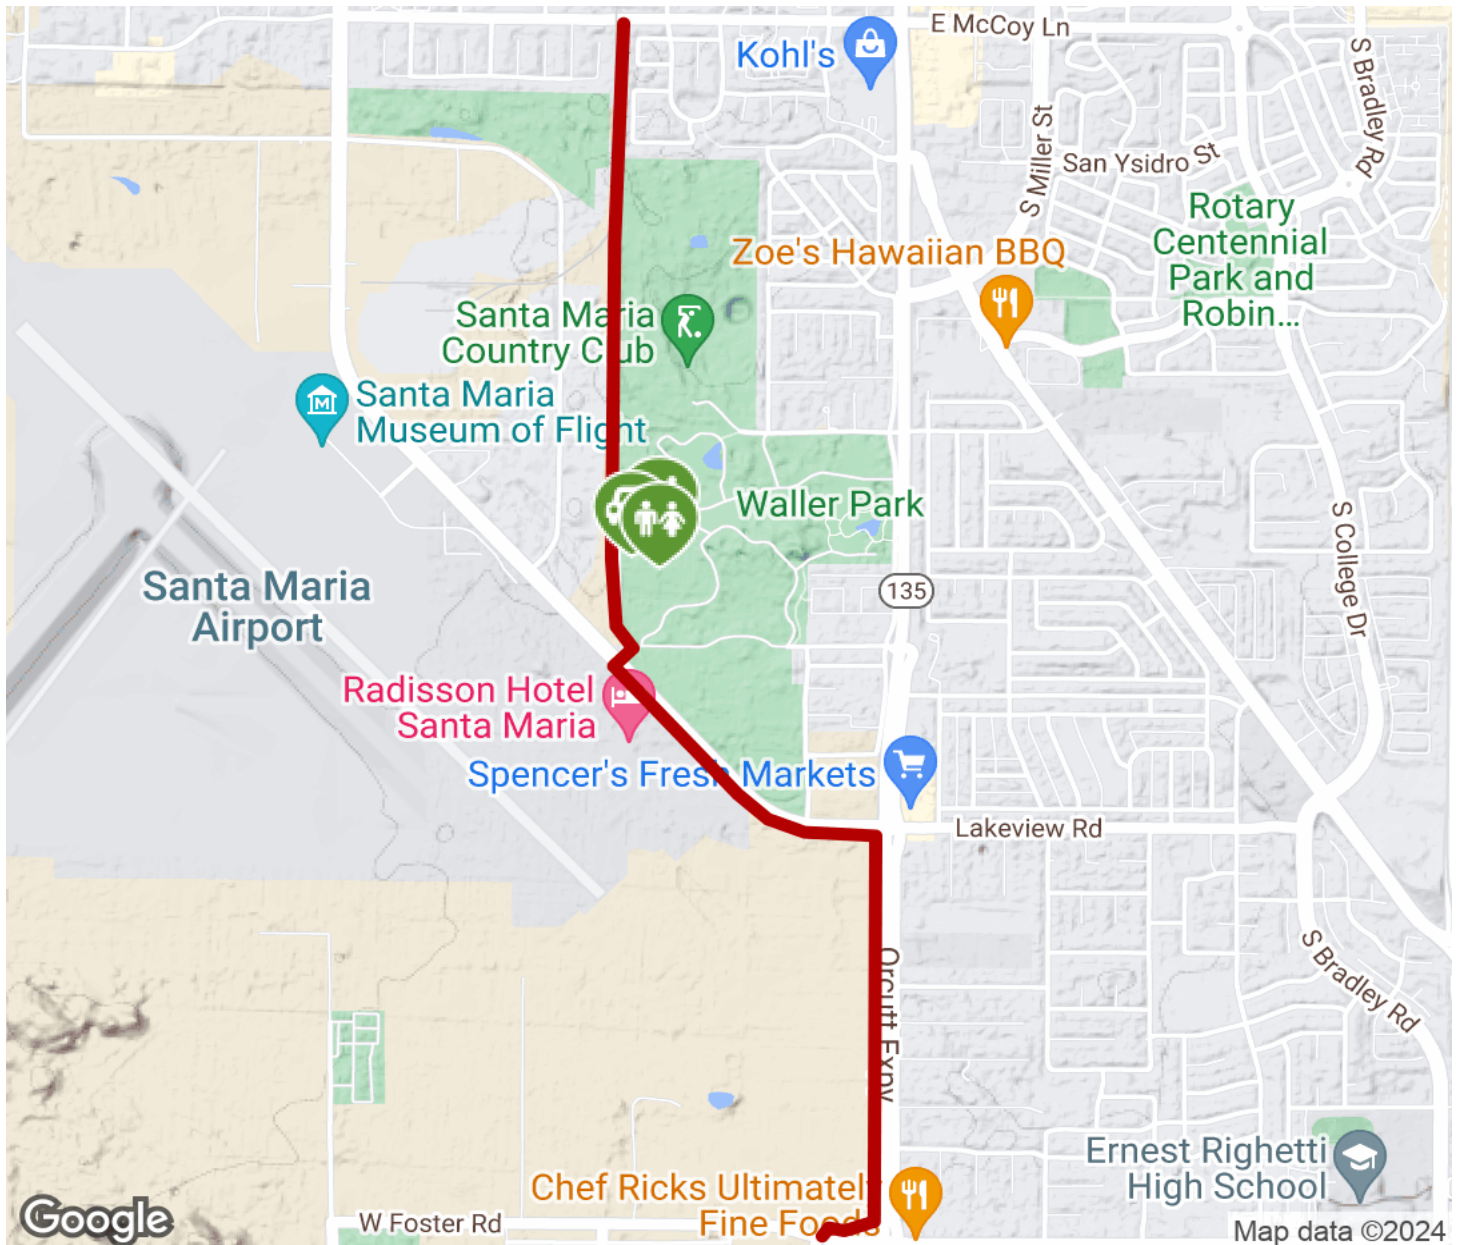 E McCoy Ln
Kohl's
S Bradley Rd
S Miller St
San Ysidro St
Rotary
Centennial
Park and
Robin...
Zoe's Hawaiian BBQ
Santa Maria
Country Club
Santa Maria
Museum of Flight
Waller Park
S College Dr
Santa Maria
Airport
135
Radisson Hotel
Santa Maria
Spencer's Fresh Markets
Lakeview Rd
Orcutt Expy
S Bradley Rd
Ernest Righetti
High School
Chef Ricks Ultimately
Fine Foods
W Foster Rd
Google
Map data ©2024